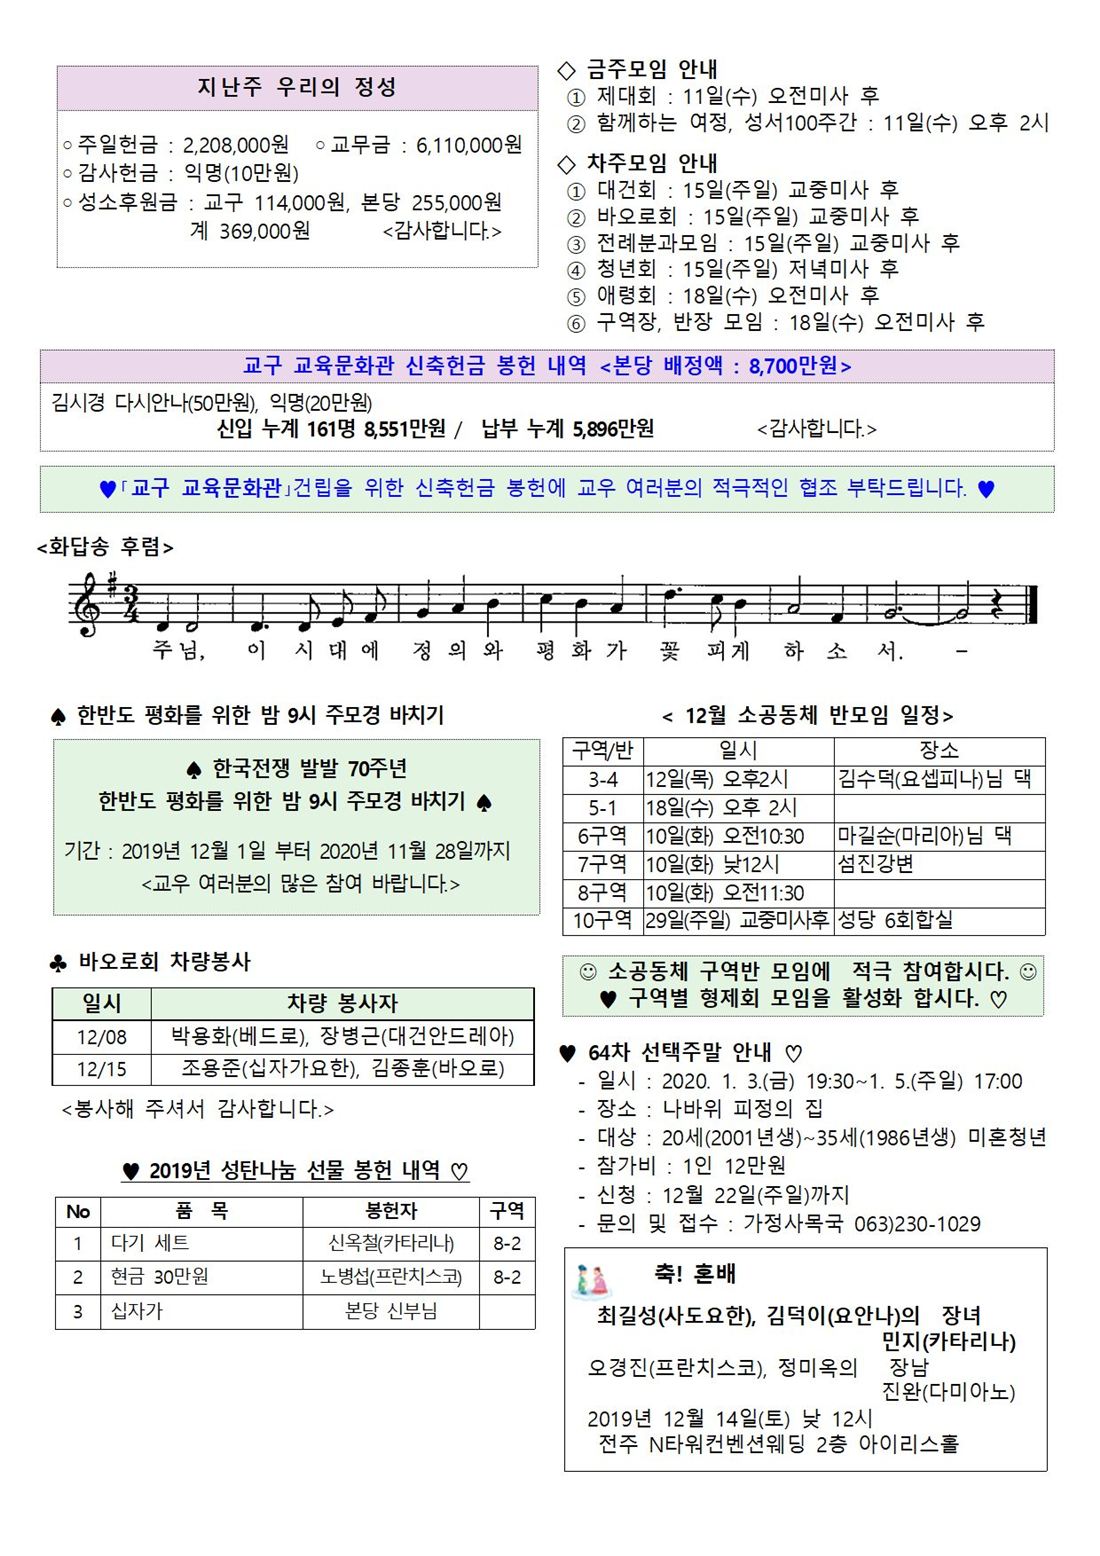 지난주 우리의 정성
○ 주일헌금 : 2,208,000원 ○ 교무금 : 6,110,000원
○ 감사헌금 : 익명(10만원)
○ 성소후원금 : 교구 114,000원, 본당 255,000원
계 369,000원 <감사합니다.>
◇ 금주모임 안내
① 제대회 : 11일(수) 오전미사 후
② 함께하는 여정, 성서100주간 : 11일(수) 오후 2시
◇ 차주모임 안내
① 대건회 : 15일(주일) 교중미사 후
② 바오로회 : 15일(주일) 교중미사 후
③ 전례분과모임 : 15일(주일) 교중미사 후
④ 청년회 : 15일(주일) 저녁미사 후
⑤ 애령회 : 18일(수) 오전미사 후
⑥ 구역장, 반장 모임 : 18일(수) 오전미사 후
교구 교육문화관 신축헌금 봉헌 내역 <본당 배정액 : 8,700만원>
김시경 다시안나(50만원), 익명(20만원)
신입 누계 161명 8,551만원 / 납부 누계 5,896만원 <감사합니다.>
♥「교구 교육문화관」건립을 위한 신축헌금 봉헌에 교우 여러분의 적극적인 협조 부탁드립니다. ♥
<화답송 후렴>
3
4
주 님, 이 시 대 에 정 의 와 평 화 가 꽃 피 게 하 소 서. –
♠ 한반도 평화를 위한 밤 9시 주모경 바치기
♠ 한국전쟁 발발 70주년
한반도 평화를 위한 밤 9시 주모경 바치기 ♠
기간 : 2019년 12월 1일 부터 2020년 11월 28일까지
<교우 여러분의 많은 참여 바랍니다.>
♣ 바오로회 차량봉사
일시 차량 봉사자
12/08 박용화(베드로), 장병근(대건안드레아)
12/15 조용준(십자가요한), 김종훈(바오로)
<봉사해 주셔서 감사합니다.>
♥ 2019년 성탄나눔 선물 봉헌 내역 ♡
No 품 목 봉헌자 구역
1 다기 세트 신옥철(카타리나) 8-2
2 현금 30만원 노병섭(프란치스코) 8-2
3 십자가 본당 신부님
< 12월 소공동체 반모임 일정>
구역/반 일시 장소
3-4 12일(목) 오후2시 김수덕(요셉피나)님 댁
5-1 18일(수) 오후 2시
6구역 10일(화) 오전10:30 마길순(마리아)님 댁
7구역 10일(화) 낮12시 섬진강변
8구역 10일(화) 오전11:30
10구역 29일(주일) 교중미사후 성당 6회합실
☺ 소공동체 구역반 모임에 적극 참여합시다. ☺
♥ 구역별 형제회 모임을 활성화 합시다. ♡
♥ 64차 선택주말 안내 ♡
- 일시 : 2020. 1. 3.(금) 19:30~1. 5.(주일) 17:00
- 장소 : 나바위 피정의 집
- 대상 : 20세(2001년생)~35세(1986년생) 미혼청년
- 참가비 : 1인 12만원
- 신청 : 12월 22일(주일)까지
- 문의 및 접수 : 가정사목국 063)230-1029
축! 혼배
최길성(사도요한), 김덕이(요안나)의 장녀
민지(카타리나)
오경진(프란치스코), 정미옥의 장남
진완(다미아노)
2019년 12월 14일(토) 낮 12시
전주 N타워컨벤션웨딩 2층 아이리스홀